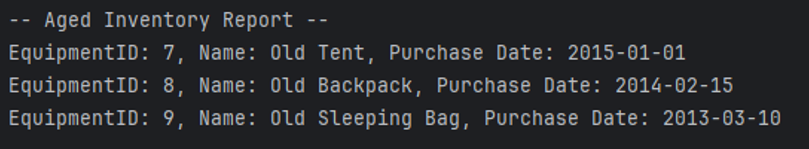 -- Aged Inventory Report --
EquipmentID: 7, Name: Old Tent, Purchase Date: 2015-01-01
EquipmentID: 8, Name: Old Backpack, Purchase Date: 2014-02-15
EquipmentID: 9, Name: Old Sleeping Bag, Purchase Date: 2013-03-10